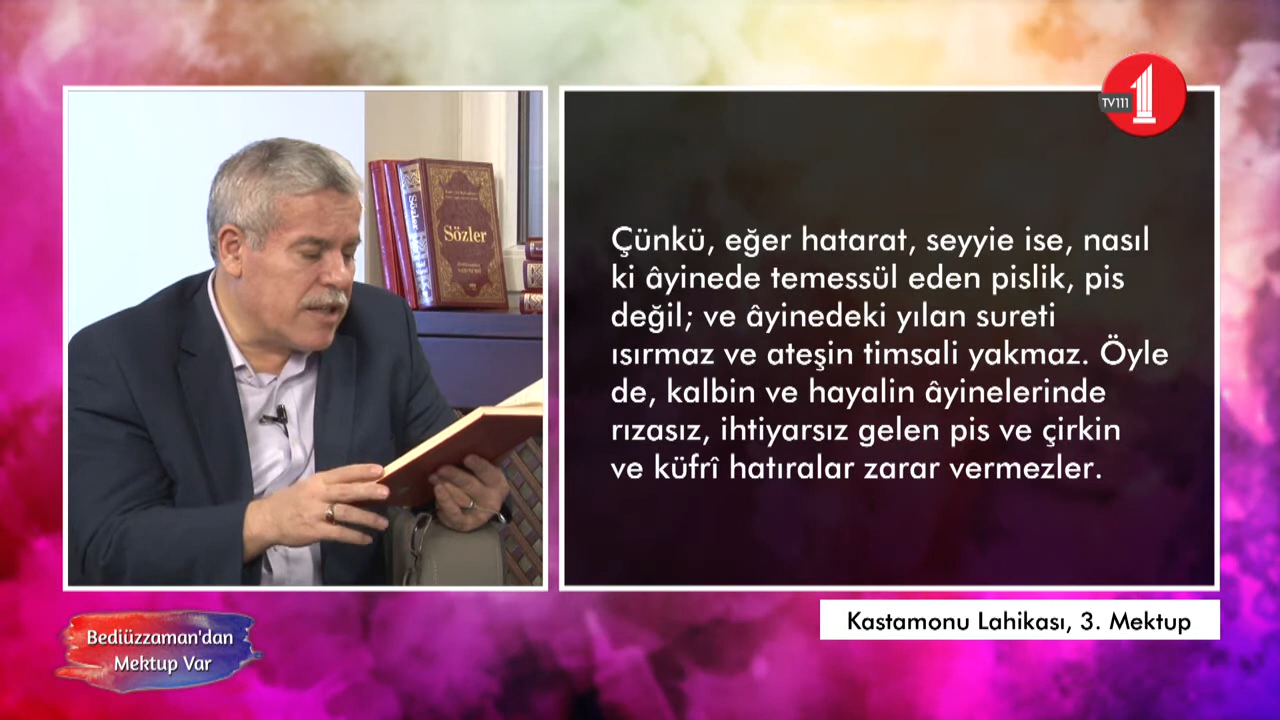 TV111
1
Sözler
Sözler
Çünkü, eğer hatarat, seyyie ise, nasıl
ki âyinede temessül eden pislik, pis
değil; ve âyinedeki yılan sureti
ısırmaz ve ateşin timsali yakmaz. Öyle
de, kalbin ve hayalin âyinelerinde
rızasız, ihtiyarsız gelen pis ve çirkin
ve küfrî hatıralar zarar vermezler.
Kastamonu Lahikası, 3. Mektup
Bediüzzaman'dan
Mektup Var